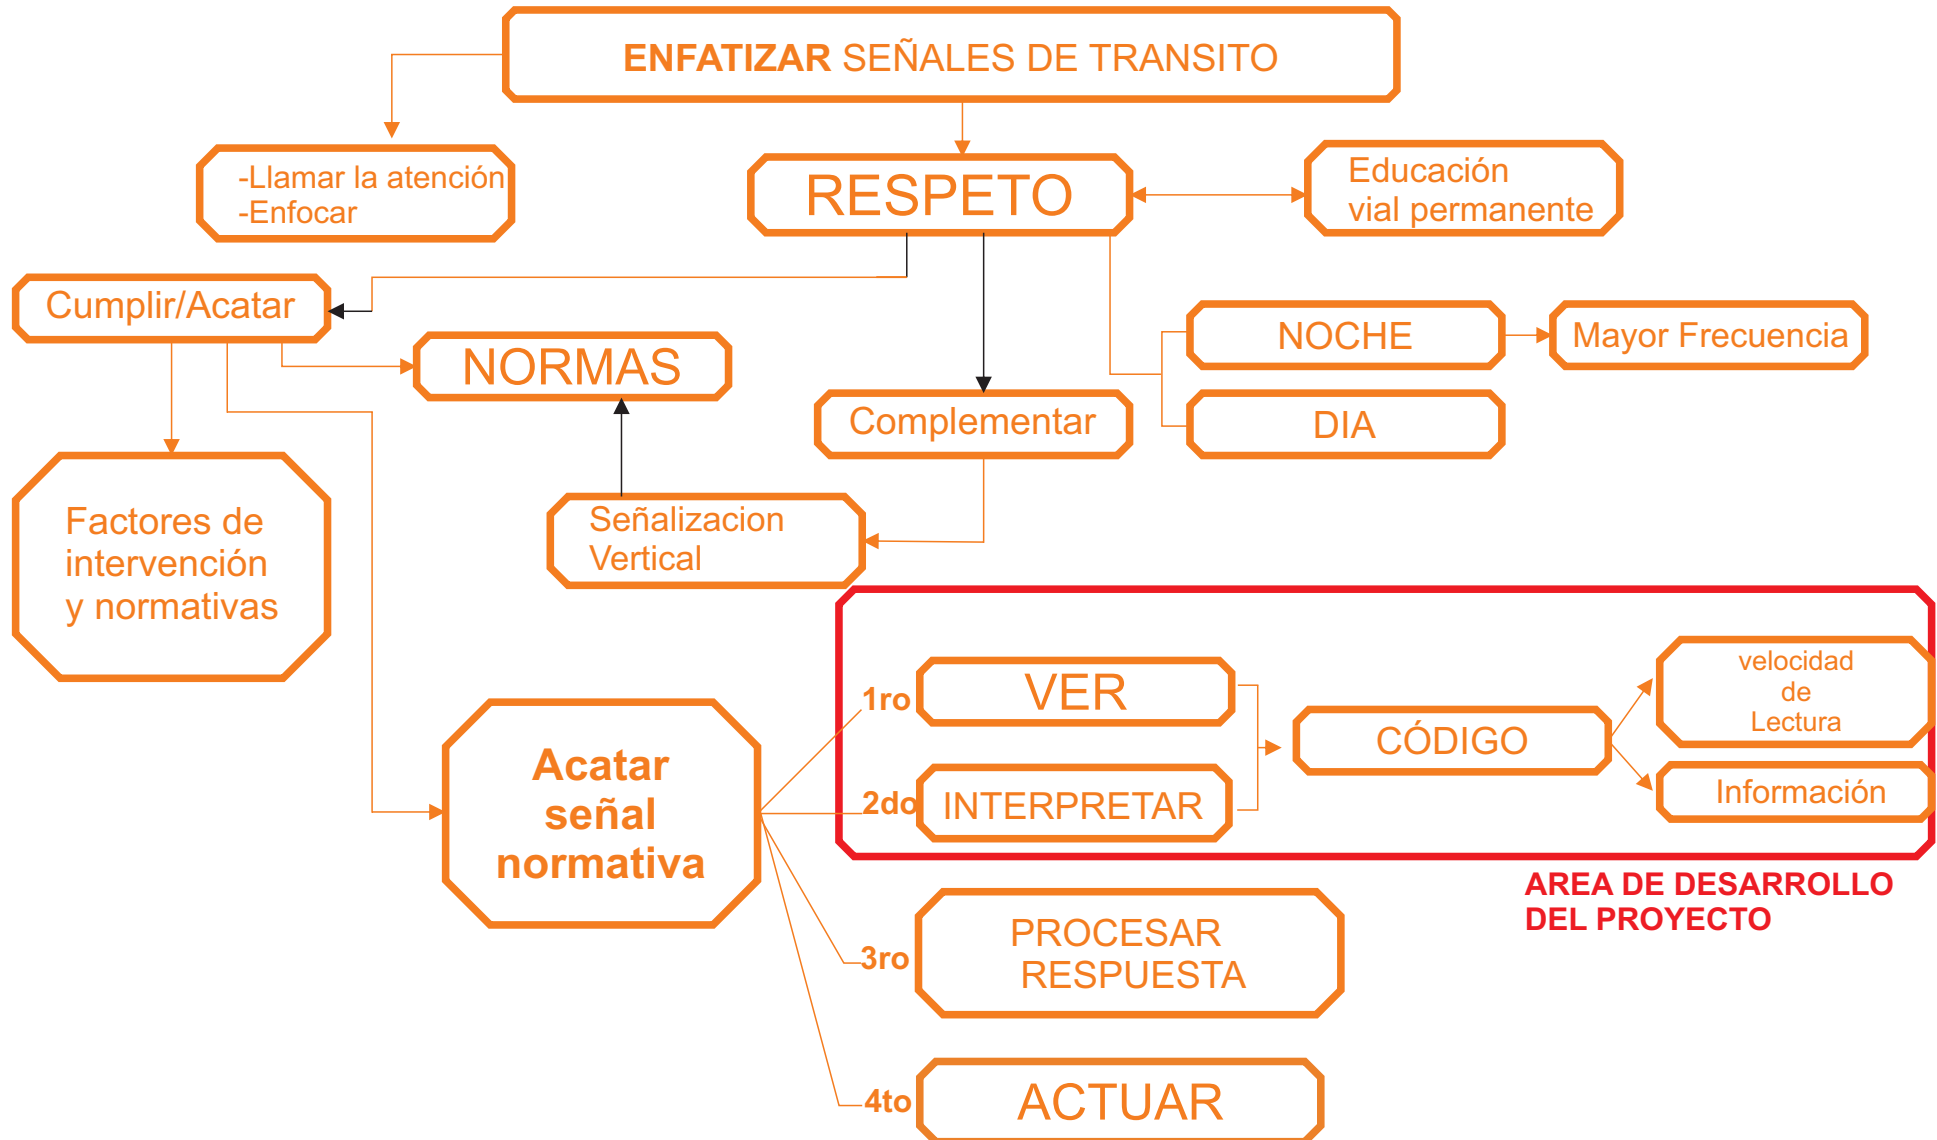 ENFATIZAR SEÑALES DE TRANSITO
-Llamar la atención
-Enfocar
RESPETO
Educación
vial permanente
Cumplir/Acatar
NORMAS
NOCHE
Mayor Frecuencia
Complementar
DIA
Factores de
intervención
y normativas
Señalizacion
Vertical
Acatar
señal
normativa
1ro
VER
2do
INTERPRETAR
CÓDIGO
velocidad
de
Lectura
Información
AREA DE DESARROLLO
DEL PROYECTO
3ro
PROCESAR
RESPUESTA
4to
ACTUAR